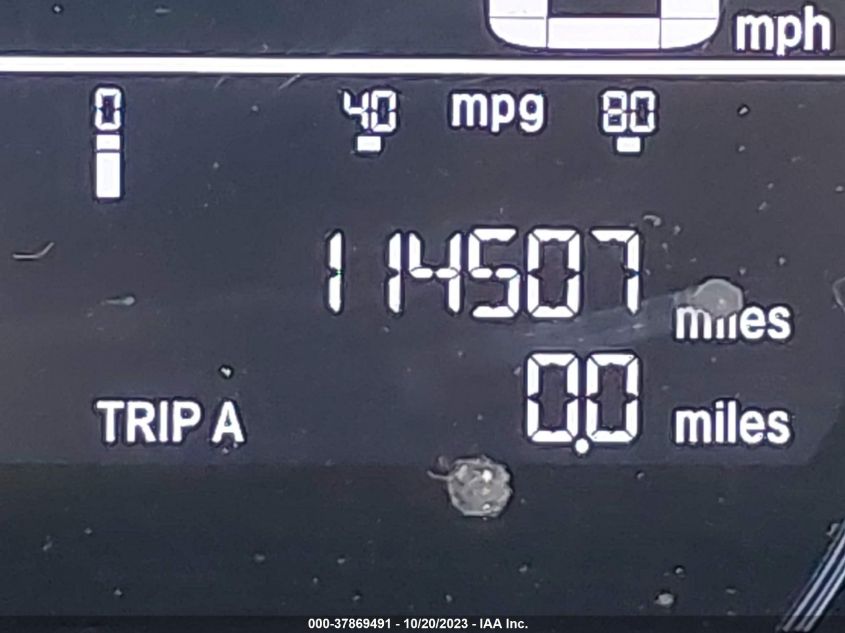 mph
0 40 mpg 80
114507 miles
TRIP A 0.0 miles
000-37869491 - 10/20/2023 - IAA Inc.